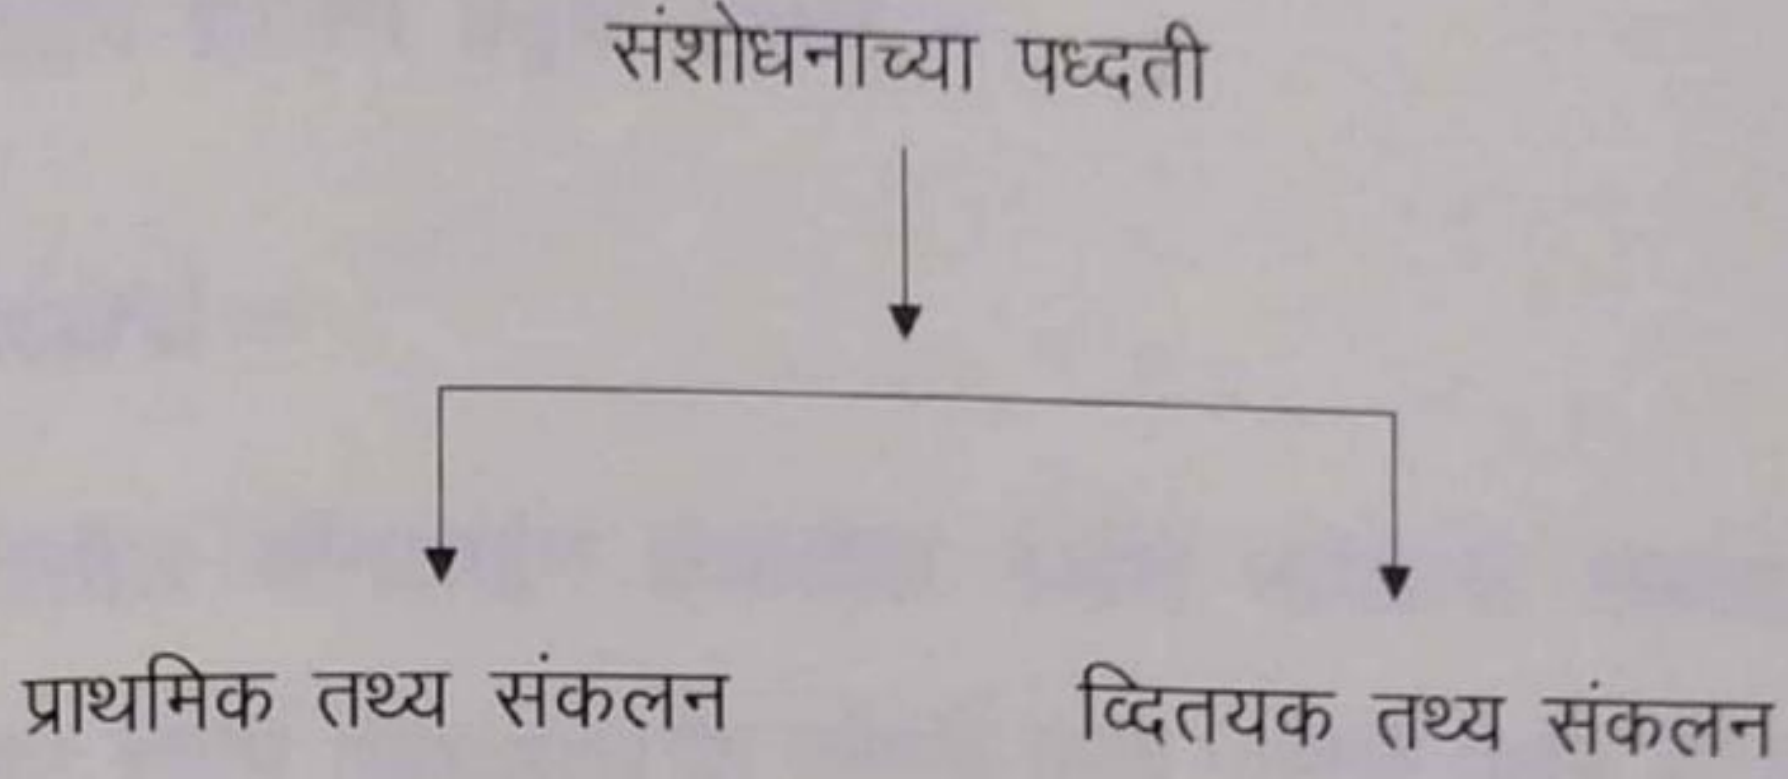 संशोधनाच्या पध्दती
प्राथमिक तथ्य संकलन व्दितयक तथ्य संकलन